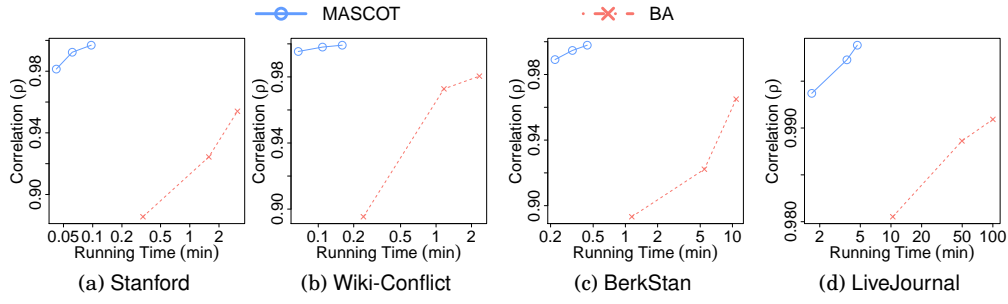 MASCOT BA
Correlation (ρ)
0.90 0.94 0.98
0.05 0.1 0.2 0.5 1 2
Running Time (min)
(a) Stanford
Correlation (ρ)
0.90 0.94 0.98
0.1 0.2 0.5 1 2
Running Time (min)
(b) Wiki-Conflict
Correlation (ρ)
0.90 0.94 0.98
0.2 0.5 1 2 5 10
Running Time (min)
(c) BerkStan
Correlation (ρ)
0.980 0.990
2 5 10 20 50 100
Running Time (min)
(d) LiveJournal